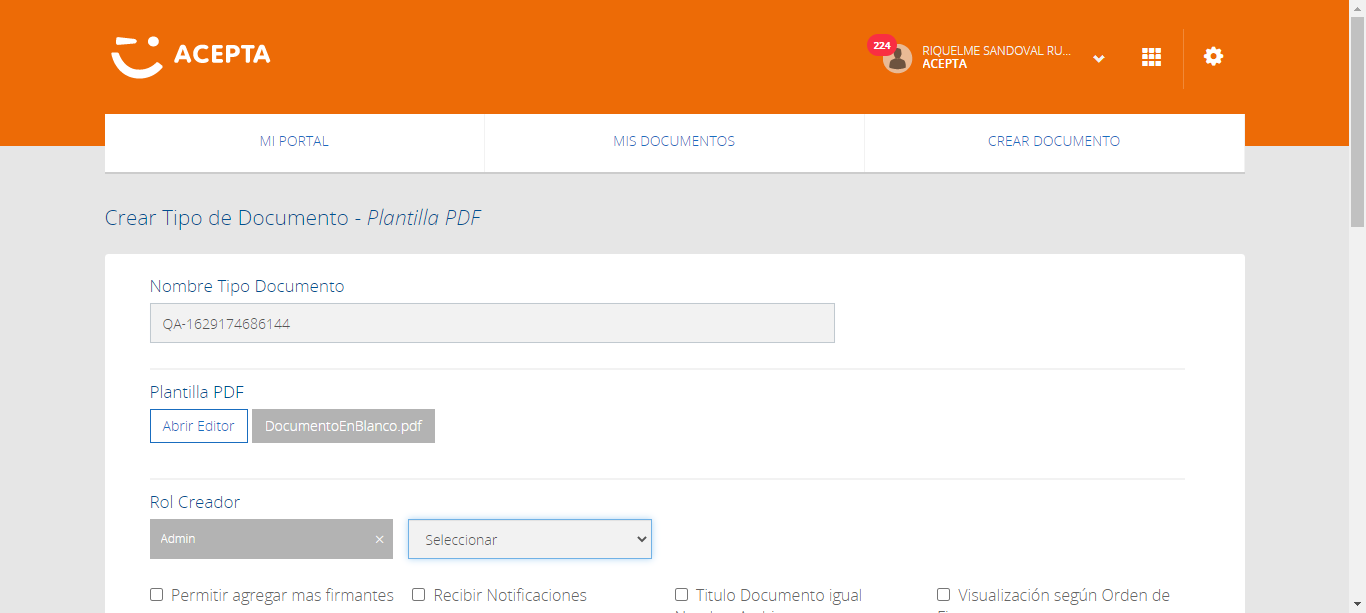 ACEPTA
224
RIQUELME SANDOVAL RU...
ACEPTA
MI PORTAL
MIS DOCUMENTOS
CREAR DOCUMENTO
Crear Tipo de Documento - Plantilla PDF
Nombre Tipo Documento
QA-1629174686144
Plantilla PDF
Abrir Editor
DocumentoEnBlanco.pdf
Rol Creador
Admin ×
Seleccionar
Permitir agregar mas firmantes
Recibir Notificaciones
Titulo Documento igual
Visualización según Orden de